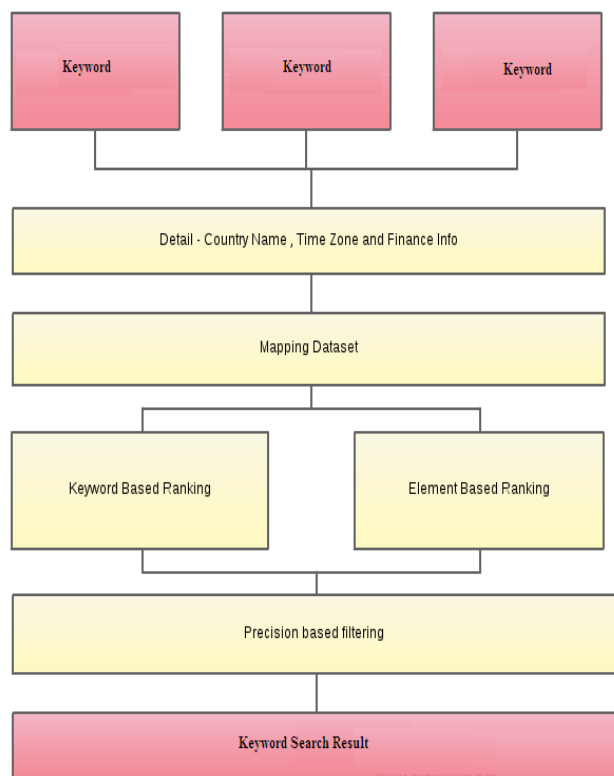 Keyword
Keyword
Keyword
Detail - Country Name , Time Zone and Finance Info
Mapping Dataset
Keyword Based Ranking
Element Based Ranking
Precision based filtering
Keyword Search Result